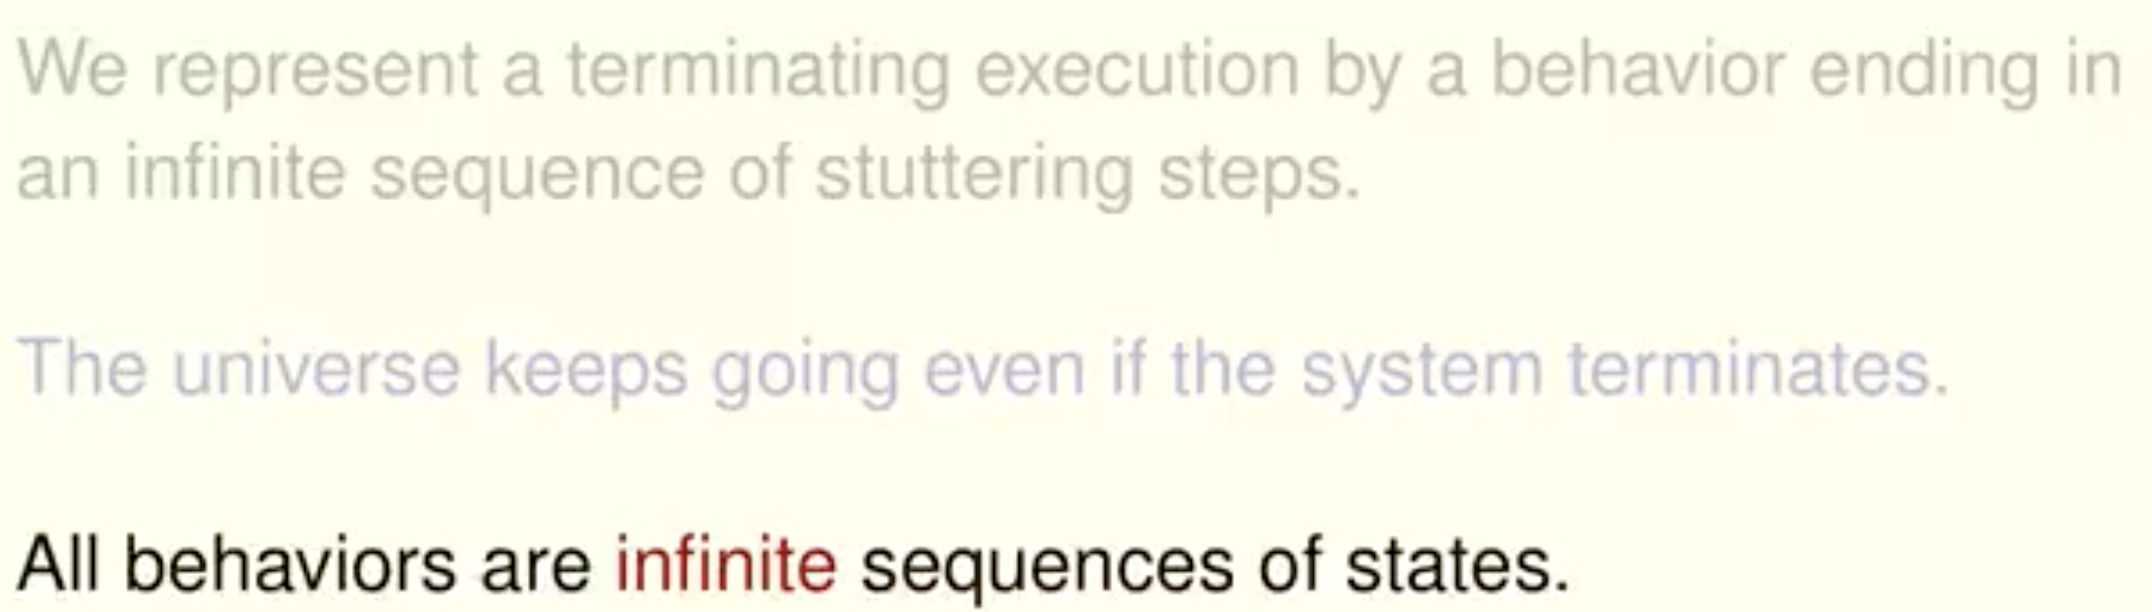 We represent a terminating execution by a behavior ending in
an infinite sequence of stuttering steps.
The universe keeps going even if the system terminates.
All behaviors are infinite sequences of states.